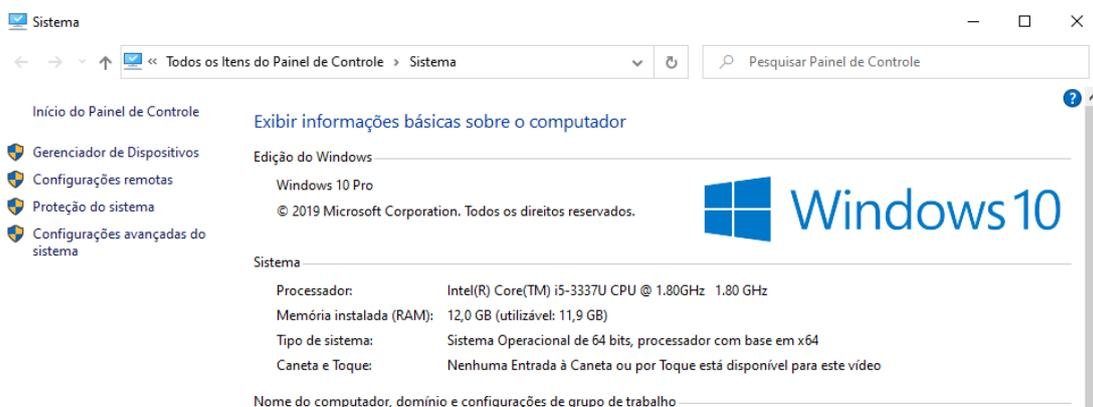 Sistema
« Todos os Itens do Painel de Controle > Sistema
Pesquisar Painel de Controle
Início do Painel de Controle
Exibir informações básicas sobre o computador
Gerenciador de Dispositivos
Configurações remotas
Proteção do sistema
Configurações avançadas do
sistema
Edição do Windows
Windows 10 Pro
© 2019 Microsoft Corporation. Todos os direitos reservados.
Windows 10
Sistema
Processador: Intel(R) Core(TM) i5-3337U CPU @ 1.80GHz 1.80 GHz
Memória instalada (RAM): 12,0 GB (utilizável: 11,9 GB)
Tipo de sistema: Sistema Operacional de 64 bits, processador com base em x64
Caneta e Toque: Nenhuma Entrada à Caneta ou por Toque está disponível para este vídeo
Nome do computador, domínio e configurações de grupo de trabalho